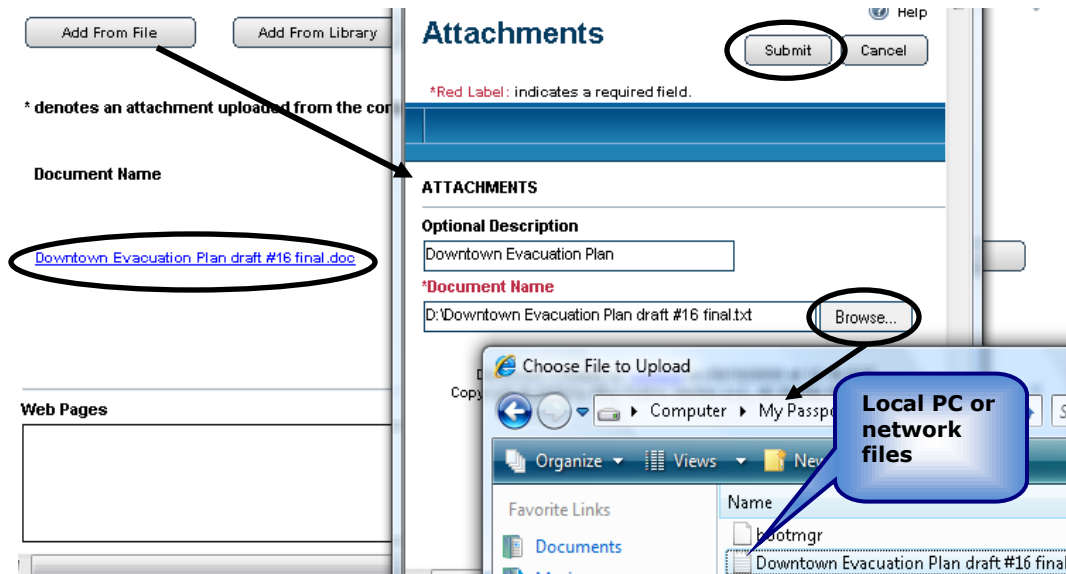 Add From File
Add From Library
* denotes an attachment uploaded from the cor
Document Name
Downtown Evacuation Plan draft #16 final.doc
Web Pages
Help
Attachments
Submit
Cancel
*Red Label: indicates a required field.
ATTACHMENTS
Optional Description
Downtown Evacuation Plan
*Document Name
D:\Downtown Evacuation Plan draft #16 final.txt
Browse...
Copy
Choose File to Upload
Computer
My Passpo
Local PC or
network
files
Organize
Views
New
Favorite Links
Name
bootmgr
Documents
Downtown Evacuation Plan draft #16 final